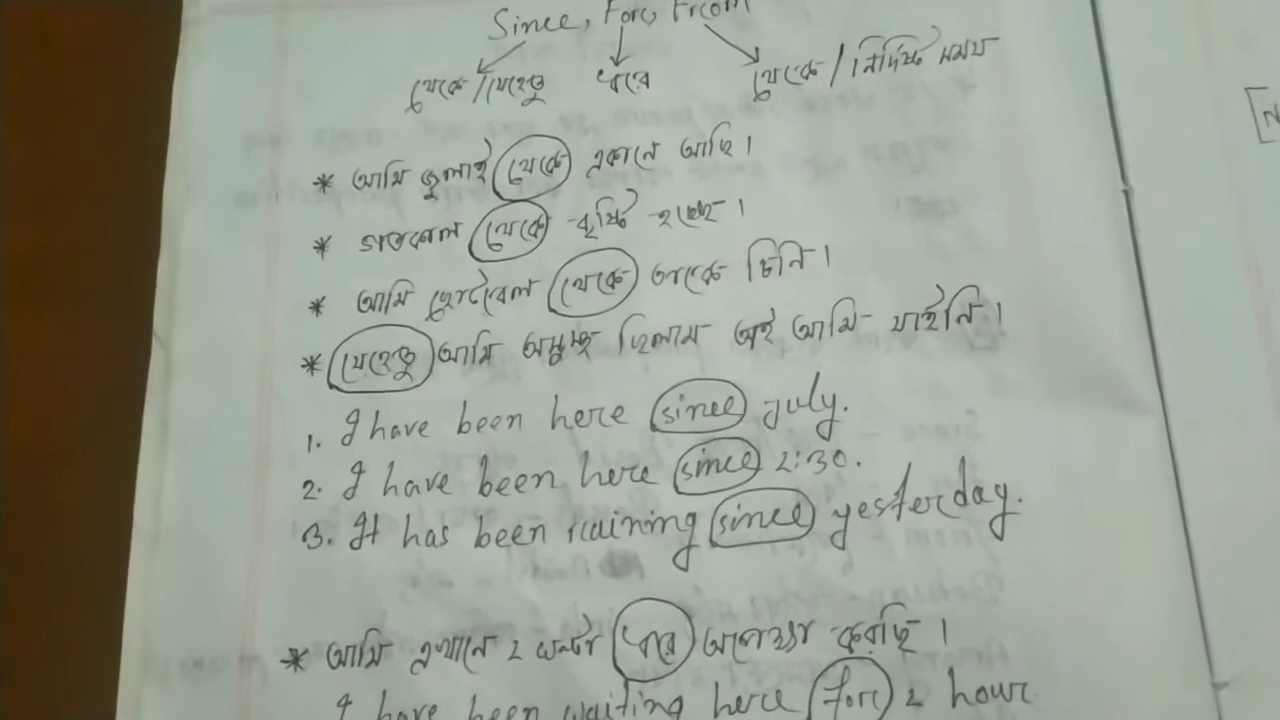 Since, For, From
থেকে/যেহেতু ধরে থেকে/নির্দিষ্ট সময়
* আমি জুলাই থেকে এখানে আছি।
* গতকাল থেকে বৃষ্টি হচ্ছে।
* আমি ছোটবেলা থেকে তাকে চিনি।
* যেহেতু আমি অসুস্থ ছিলাম তাই আমি যাইনি।
1. I have been here since july.
2. I have been here since 2:30.
3. It has been raining since yesterday.
* আমি এখানে ২ ঘন্টা ধরে অপেক্ষা করছি।
I have been waiting here for 2 hour